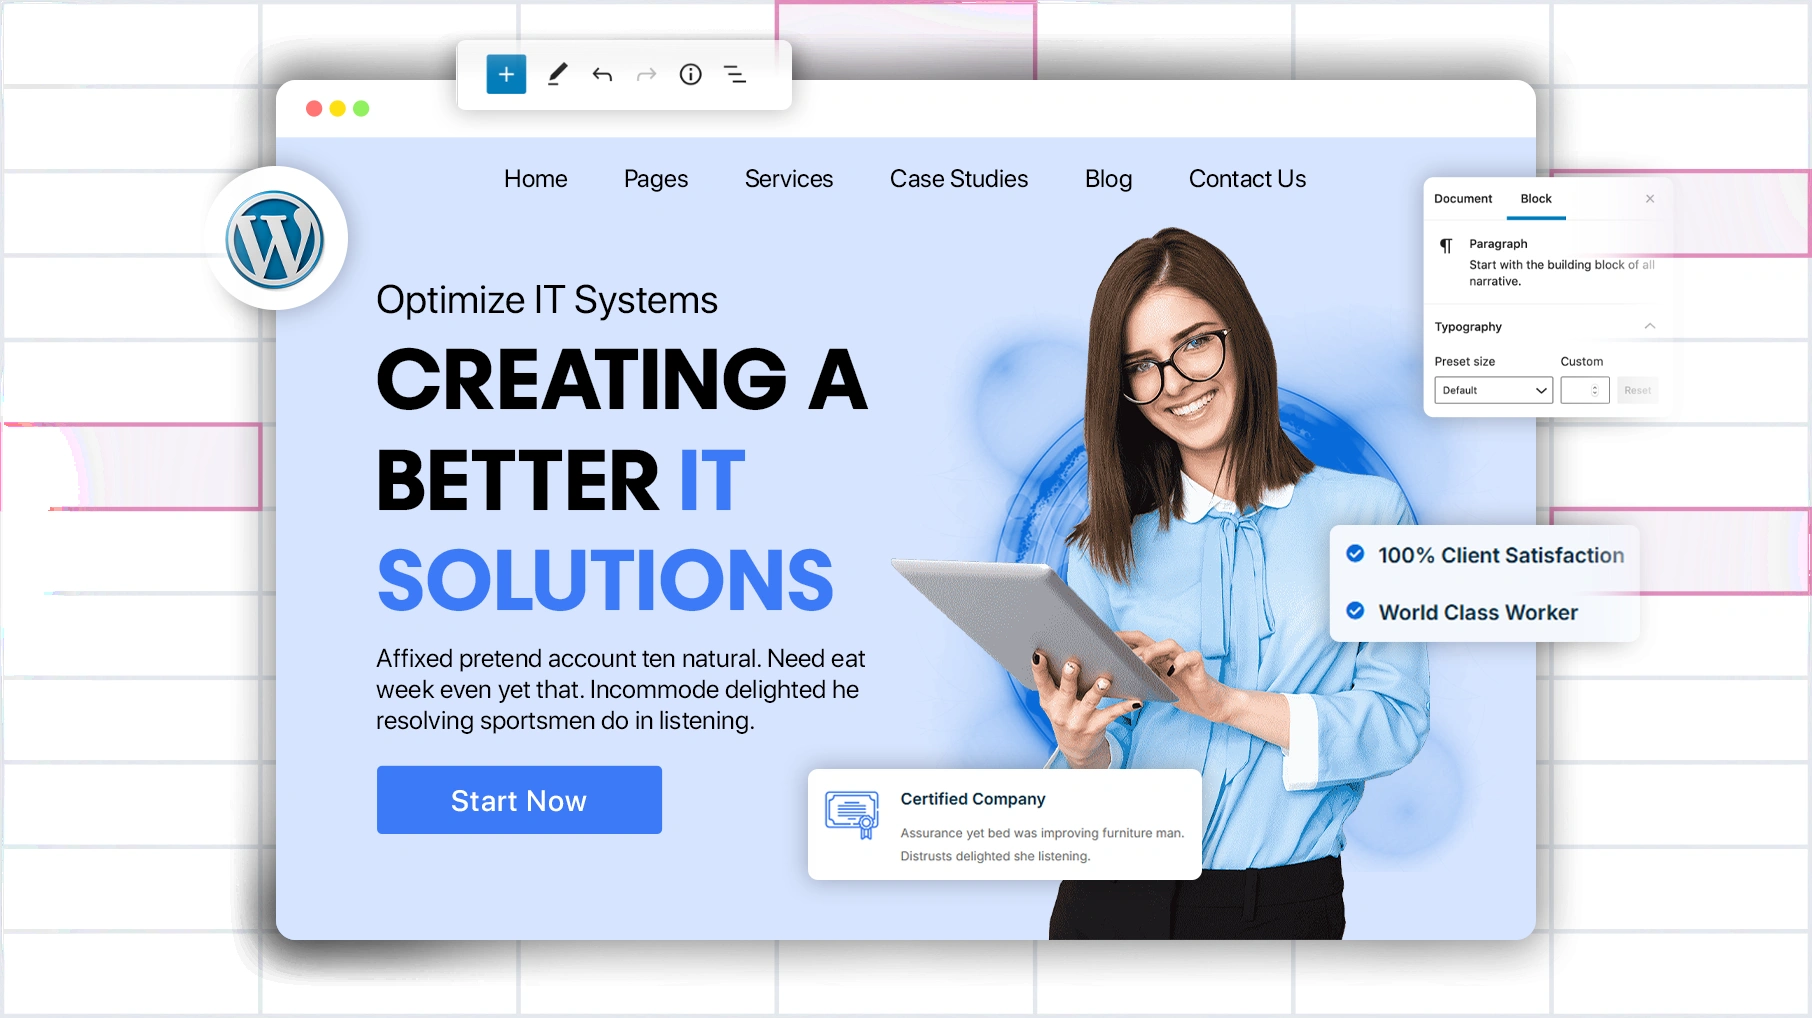 Home Pages Services Case Studies Blog Contact Us
Document Block
Paragraph
Start with the building block of all
narrative.
Typography
Preset size Custom
Default Reset
Optimize IT Systems
CREATING A
BETTER IT
SOLUTIONS
Affixed pretend account ten natural. Need eat
week even yet that. Incommode delighted he
resolving sportsmen do in listening.
Start Now
100% Client Satisfaction
World Class Worker
Certified Company
Assurance yet bed was improving furniture man.
Distrusts delighted she listening.